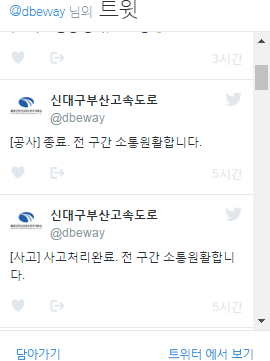 @dbeway 님의 트윗
3시간
신대구부산고속도로
@dbeway
[공사] 종료. 전 구간 소통원활합니다.
5시간
신대구부산고속도로
@dbeway
[사고] 사고처리완료. 전 구간 소통원활합니
다.
5시간
담아가기 트위터 에서 보기